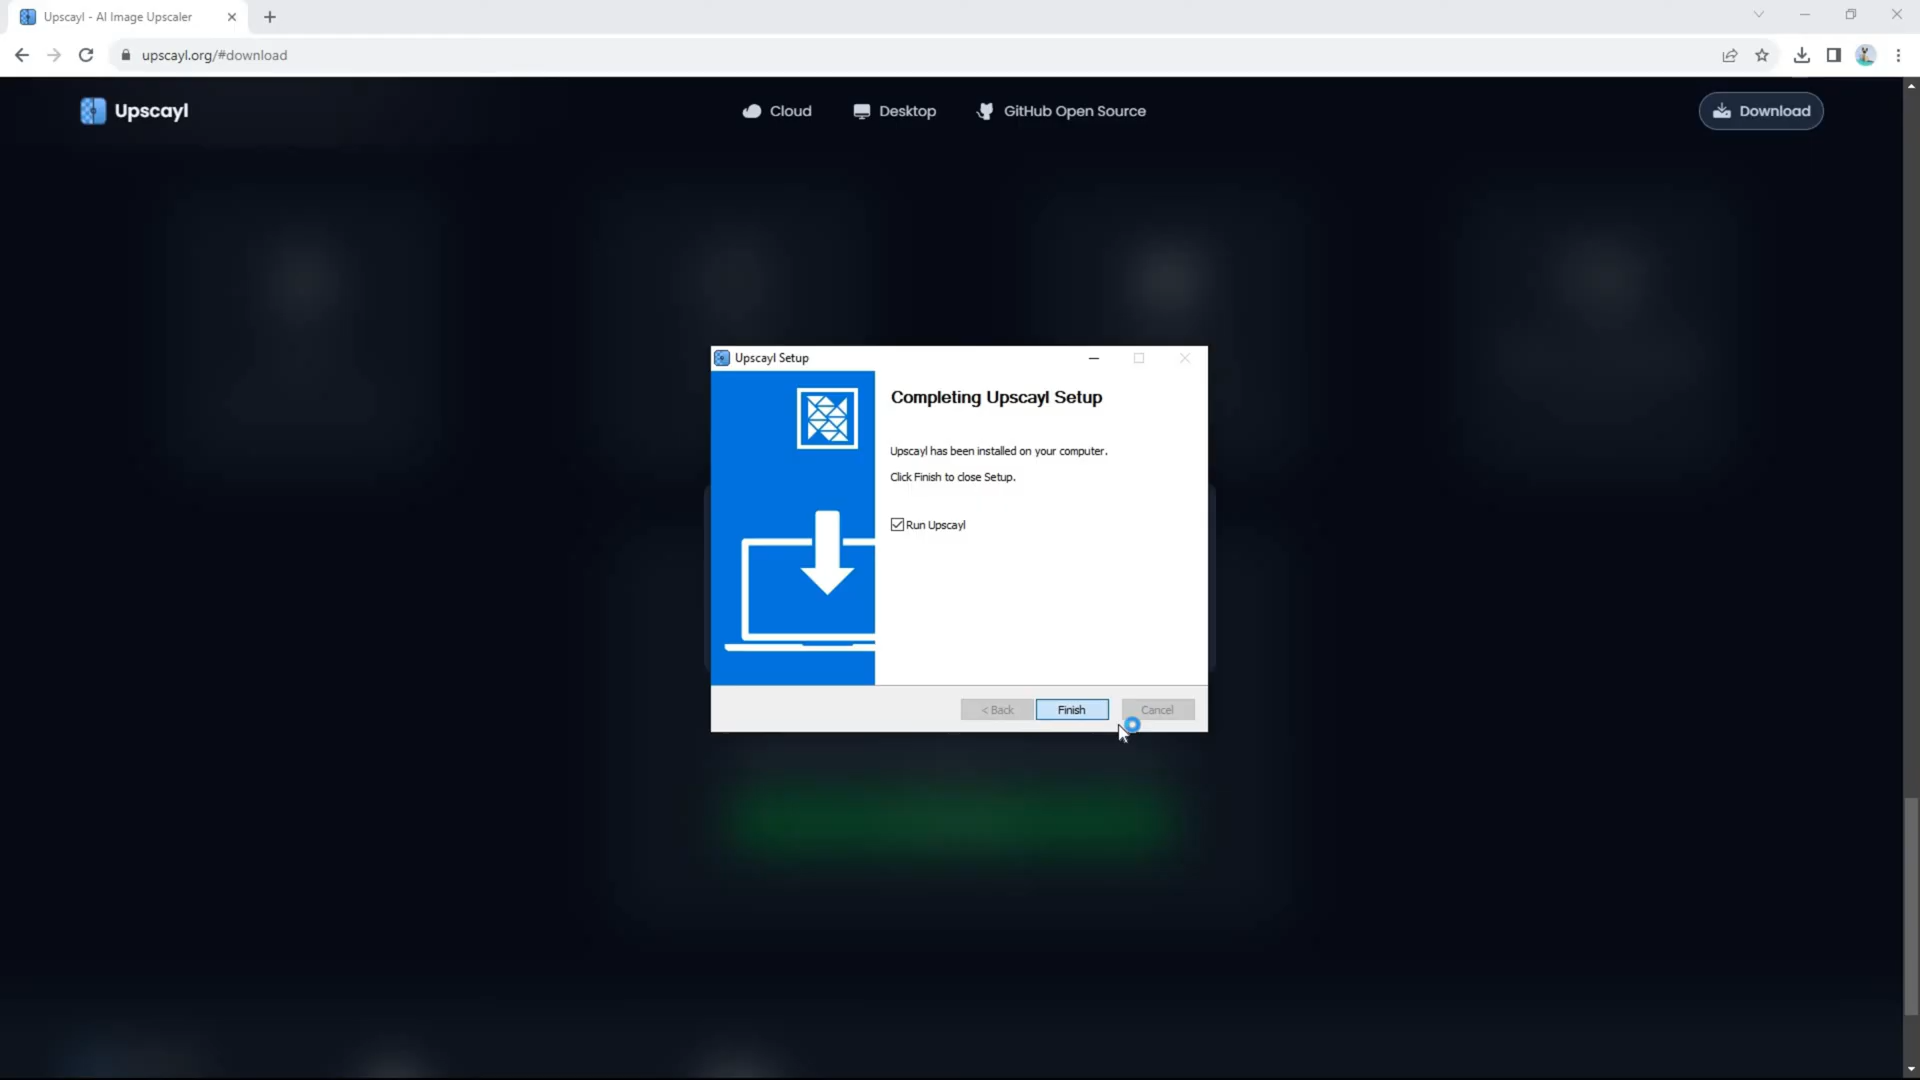 Upscayl - AI Image Upscaler
upscayl.org/#download
Upscayl
Cloud
Desktop
GitHub Open Source
Download
Upscayl Setup
Completing Upscayl Setup
Upscayl has been installed on your computer.
Click Finish to close Setup.
Run Upscayl
< Back
Finish
Cancel